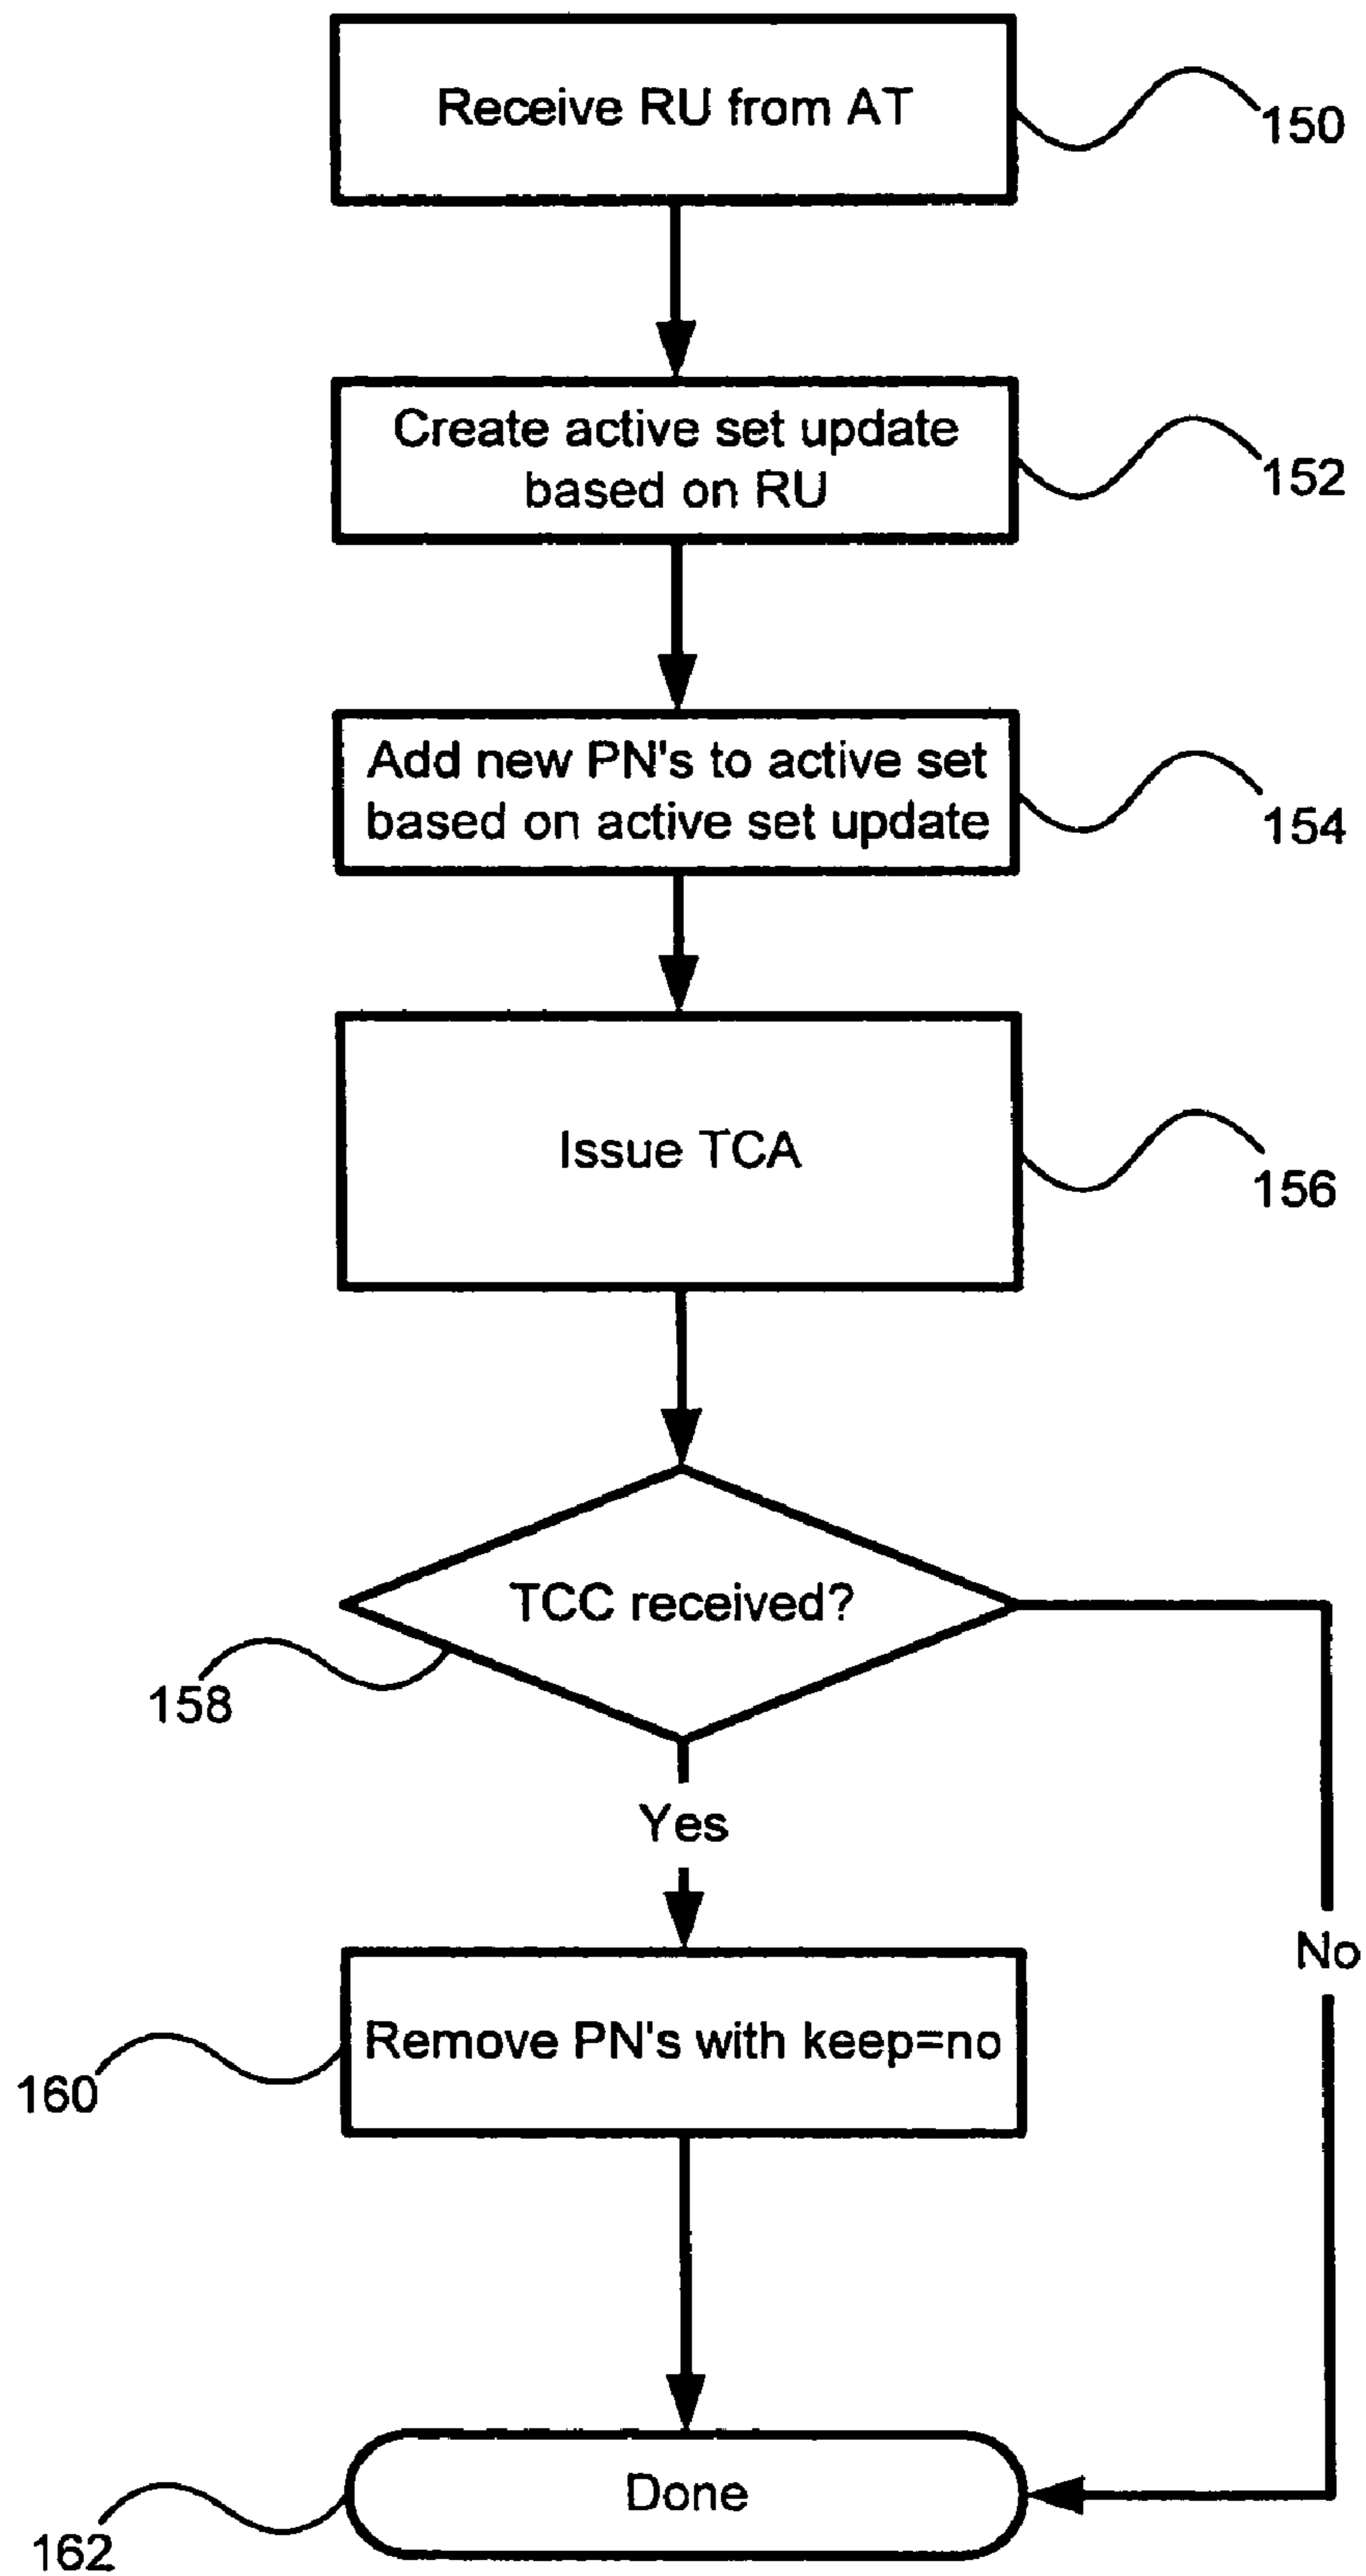 Receive RU from AT
150
Create active set update
based on RU
152
Add new PN's to active set
based on active set update
154
Issue TCA
156
TCC received?
158
Yes
No
Remove PN's with keep=no
160
Done
162